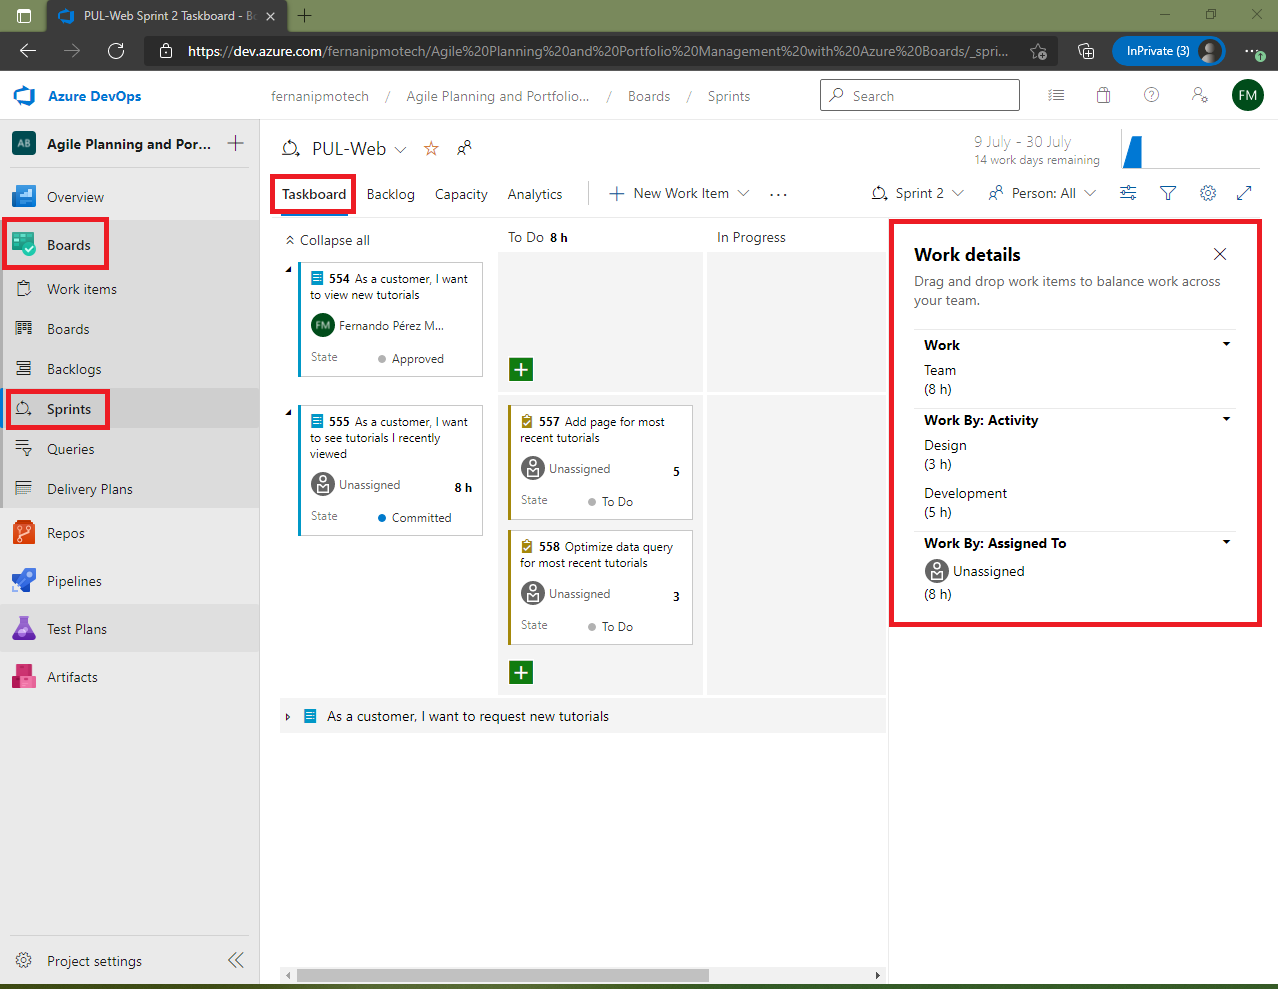 PUL-Web Sprint 2 Taskboard - Bo
https://dev.azure.com/fernanipmotech/Agile%20Planning%20and%20Portfolio%20Management%20with%20Azure%20Boards/_spri...
InPrivate (3)
Azure DevOps
fernanipmotech / Agile Planning and Portfolio... / Boards / Sprints
Search
FM
AB
Agile Planning and Por...
Overview
Boards
Work items
Boards
Backlogs
Sprints
Queries
Delivery Plans
Repos
Pipelines
Test Plans
Artifacts
Project settings
PUL-Web
9 July - 30 July
14 work days remaining
Taskboard
Backlog
Capacity
Analytics
New Work Item
Sprint 2
Person: All
Collapse all
To Do 8 h
In Progress
554 As a customer, I want
to view new tutorials
FM
Fernando Pérez M...
State
Approved
555 As a customer, I want
to see tutorials I recently
viewed
Unassigned
8 h
State
Committed
557 Add page for most
recent tutorials
Unassigned
5
State
To Do
558 Optimize data query
for most recent tutorials
Unassigned
3
State
To Do
As a customer, I want to request new tutorials
Work details
Drag and drop work items to balance work across
your team.
Work
Team
(8 h)
Work By: Activity
Design
(3 h)
Development
(5 h)
Work By: Assigned To
Unassigned
(8 h)